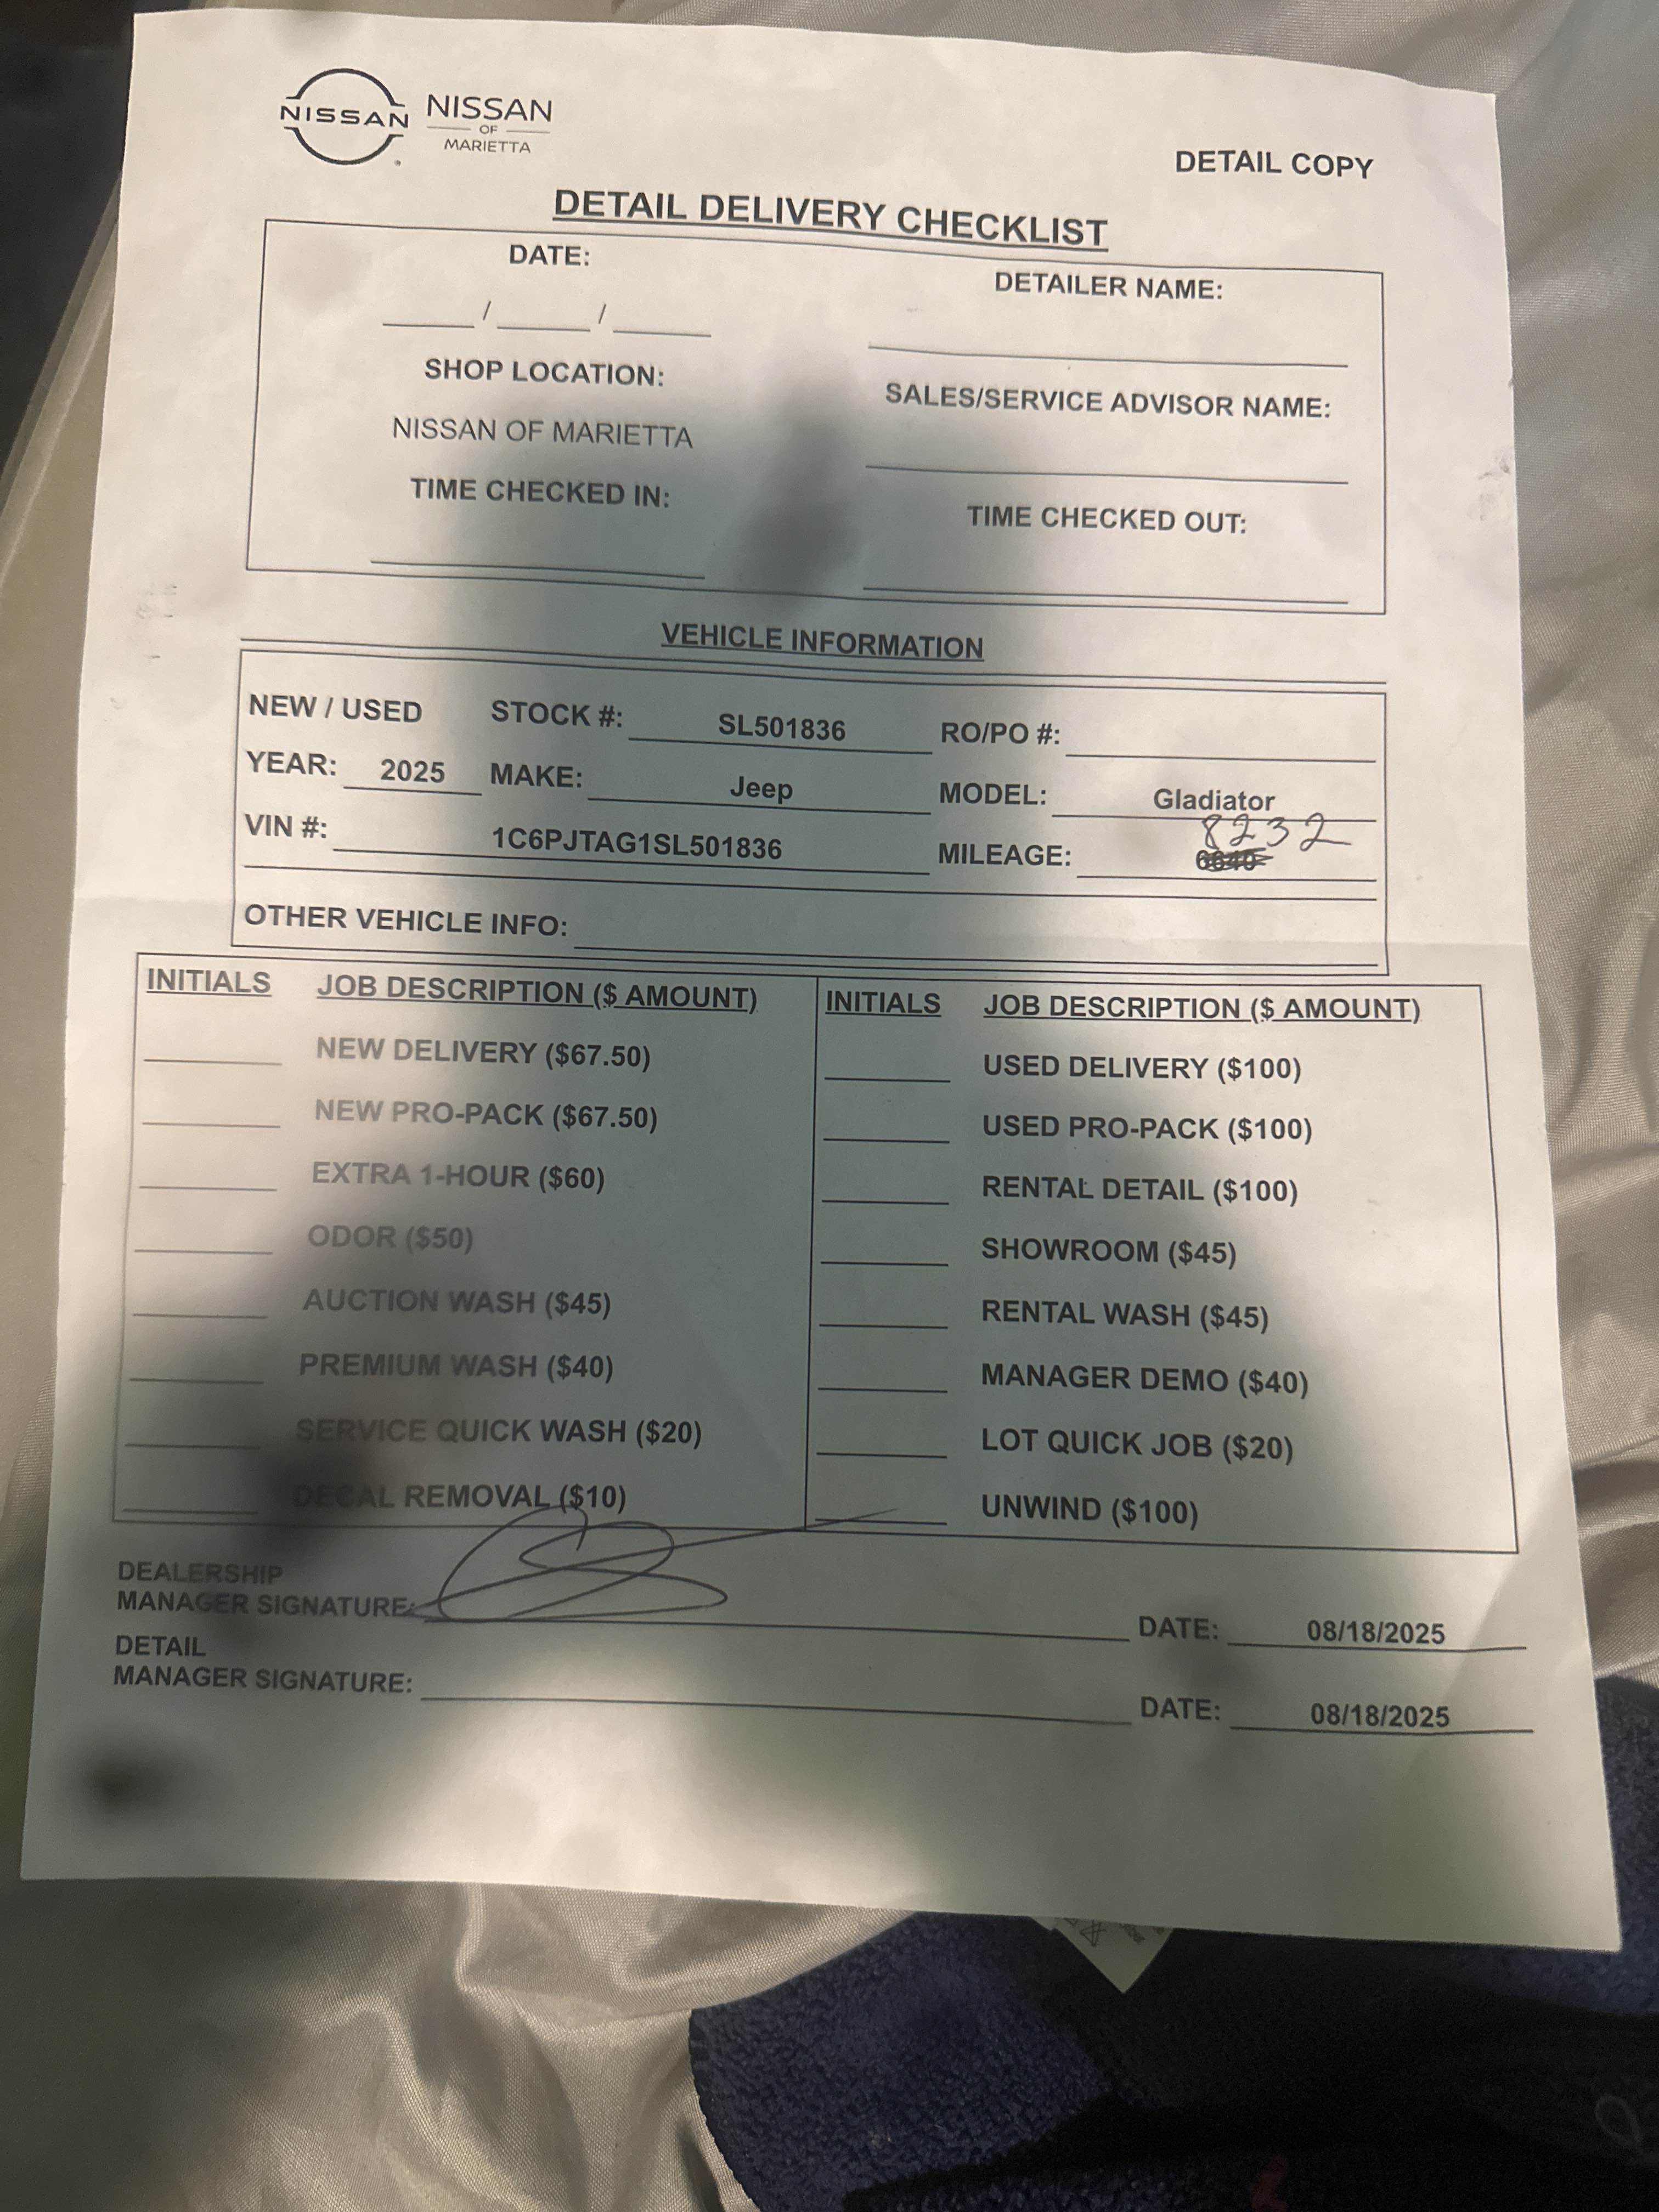 NISSAN NISSAN
OF
MARIETTA
DETAIL COPY
DETAIL DELIVERY CHECKLIST
DATE:
/ /
DETAILER NAME:
SHOP LOCATION:
NISSAN OF MARIETTA
SALES/SERVICE ADVISOR NAME:
TIME CHECKED IN:
TIME CHECKED OUT:
VEHICLE INFORMATION
NEW / USED STOCK #: SL501836 RO/PO #:
YEAR: 2025 MAKE: Jeep MODEL: Gladiator
8232
VIN #: 1C6PJTAG1SL501836 MILEAGE:
OTHER VEHICLE INFO:
INITIALS JOB DESCRIPTION ($ AMOUNT) INITIALS JOB DESCRIPTION ($ AMOUNT)
NEW DELIVERY ($67.50) USED DELIVERY ($100)
NEW PRO-PACK ($67.50) USED PRO-PACK ($100)
EXTRA 1-HOUR ($60) RENTAL DETAIL ($100)
ODOR ($50) SHOWROOM ($45)
AUCTION WASH ($45) RENTAL WASH ($45)
PREMIUM WASH ($40) MANAGER DEMO ($40)
SERVICE QUICK WASH ($20) LOT QUICK JOB ($20)
DECAL REMOVAL ($10) UNWIND ($100)
DEALERSHIP
MANAGER SIGNATURE: DATE: 08/18/2025
DETAIL
MANAGER SIGNATURE: DATE: 08/18/2025